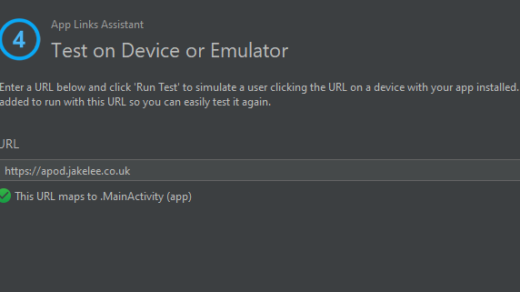 4
App Links Assistant
Test on Device or Emulator
Enter a URL below and click 'Run Test' to simulate a user clicking the URL on a device with your app installed.
added to run with this URL so you can easily test it again.
URL
https://apod.jakelee.co.uk
This URL maps to .MainActivity (app)